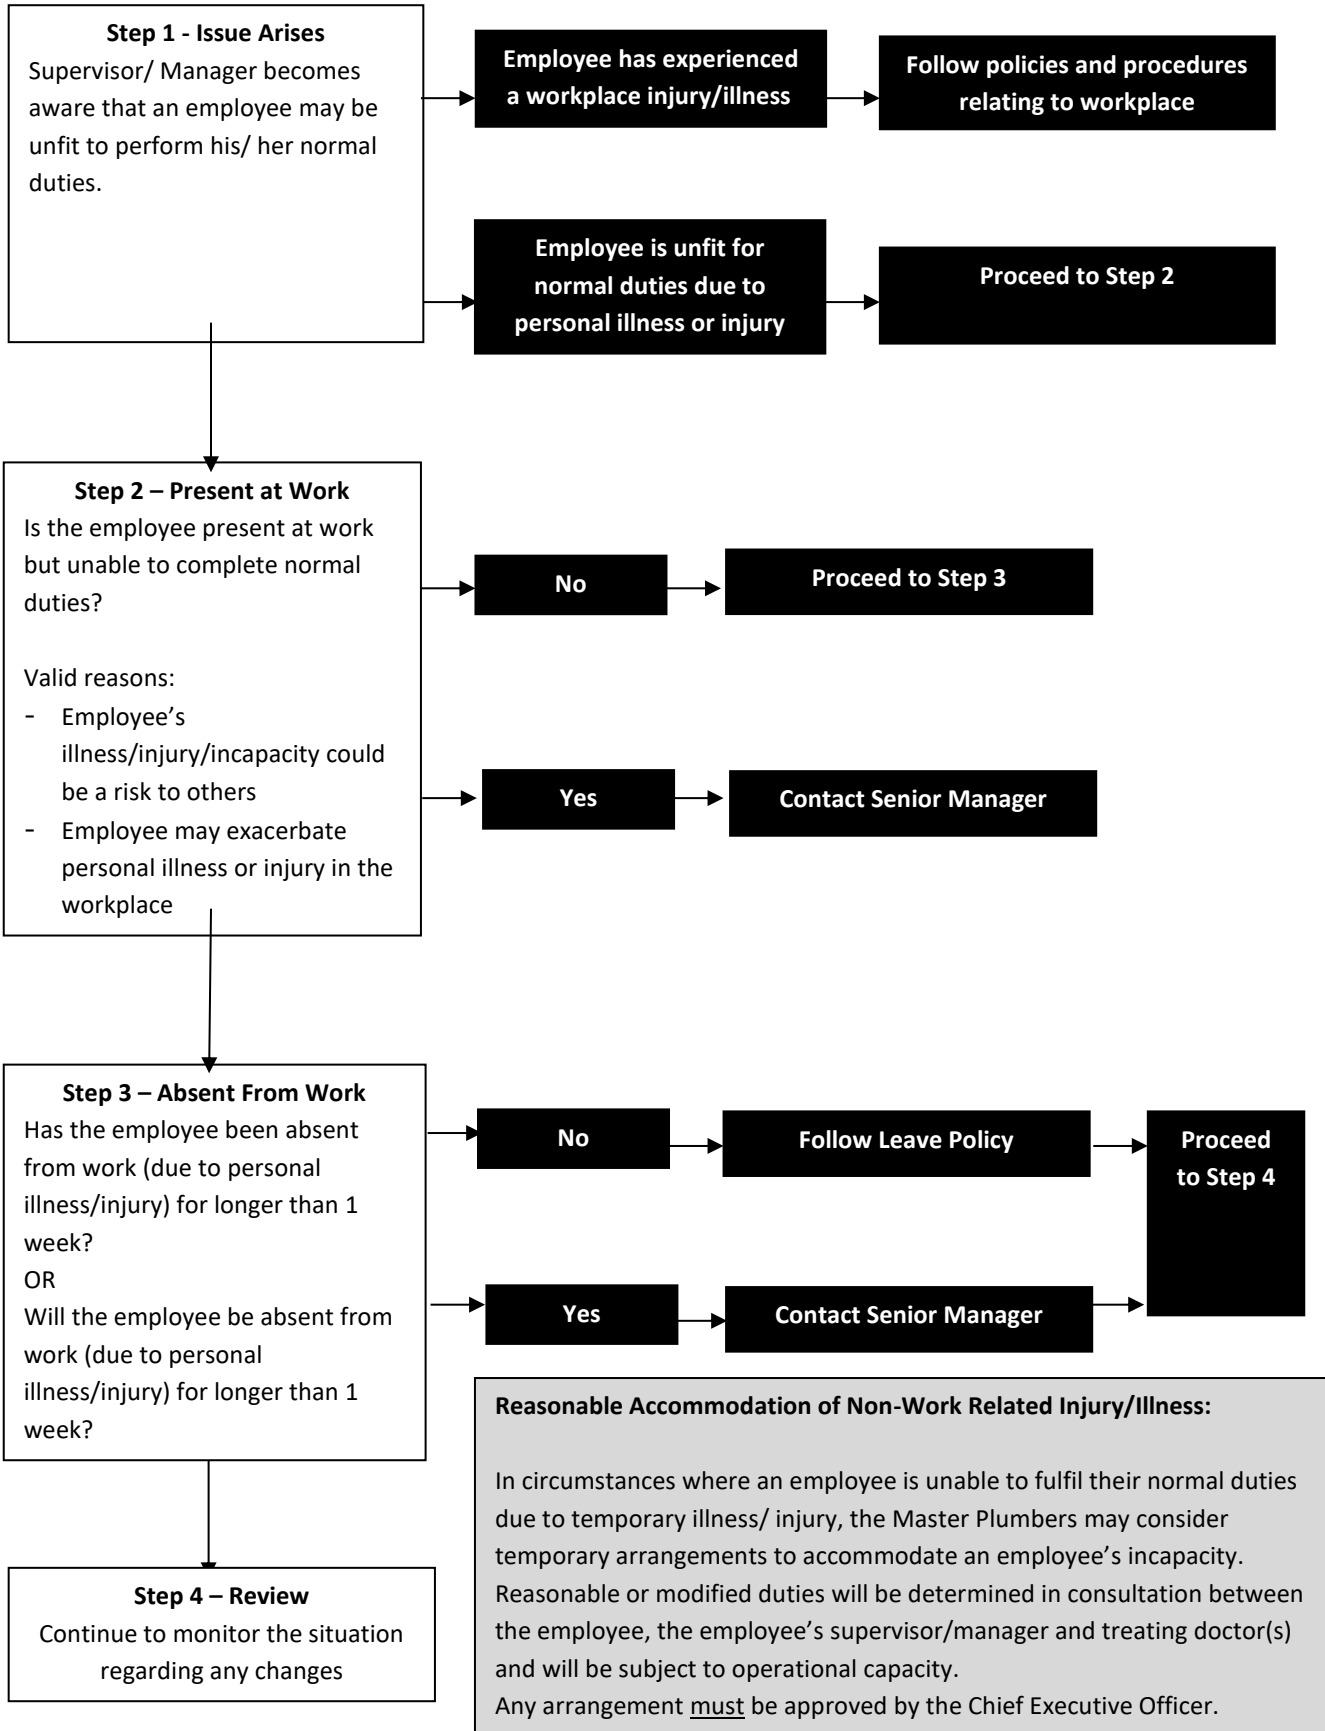 Step 1 - Issue Arises
Supervisor/ Manager becomes
aware that an employee may be
unfit to perform his/ her normal
duties.
Employee has experienced
a workplace injury/illness
Follow policies and procedures
relating to workplace
Employee is unfit for
normal duties due to
personal illness or injury
Proceed to Step 2
Step 2 – Present at Work
Is the employee present at work
but unable to complete normal
duties?
Valid reasons:
- Employee’s
illness/injury/incapacity could
be a risk to others
- Employee may exacerbate
personal illness or injury in the
workplace
No
Proceed to Step 3
Yes
Contact Senior Manager
Step 3 – Absent From Work
Has the employee been absent
from work (due to personal
illness/injury) for longer than 1
week?
OR
Will the employee be absent from
work (due to personal
illness/injury) for longer than 1
week?
No
Follow Leave Policy
Proceed
to Step 4
Yes
Contact Senior Manager
Reasonable Accommodation of Non-Work Related Injury/Illness:
In circumstances where an employee is unable to fulfil their normal duties
due to temporary illness/ injury, the Master Plumbers may consider
temporary arrangements to accommodate an employee’s incapacity.
Reasonable or modified duties will be determined in consultation between
the employee, the employee’s supervisor/manager and treating doctor(s)
and will be subject to operational capacity.
Any arrangement must be approved by the Chief Executive Officer.
Step 4 – Review
Continue to monitor the situation
regarding any changes